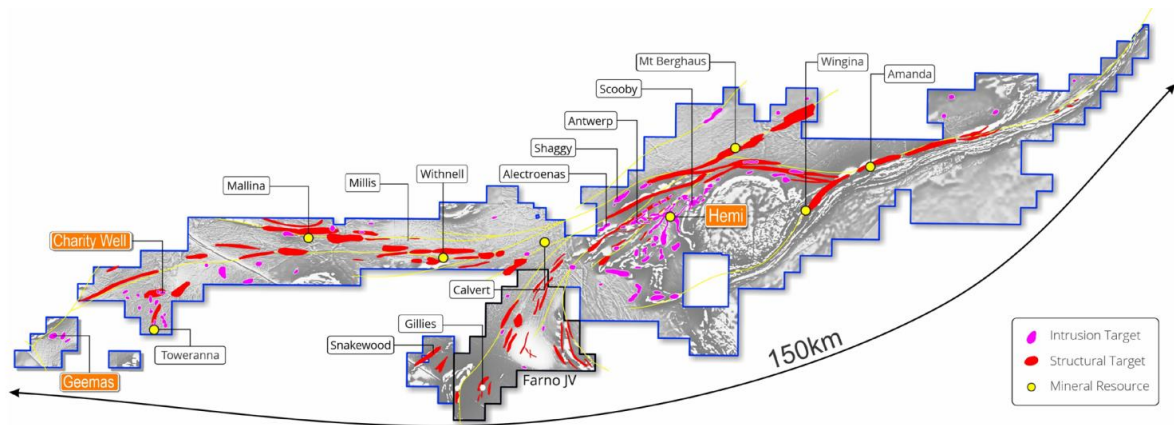 Mt Berghaus
Wingina
Scooby
Amanda
Antwerp
Shaggy
Alectroenas
Mallina
Millis
Withnell
Hemi
Charity Well
Calvert
Gillies
Snakewood
Toweranna
Geemas
Farno JV
150km
Intrusion Target
Structural Target
Mineral Resource